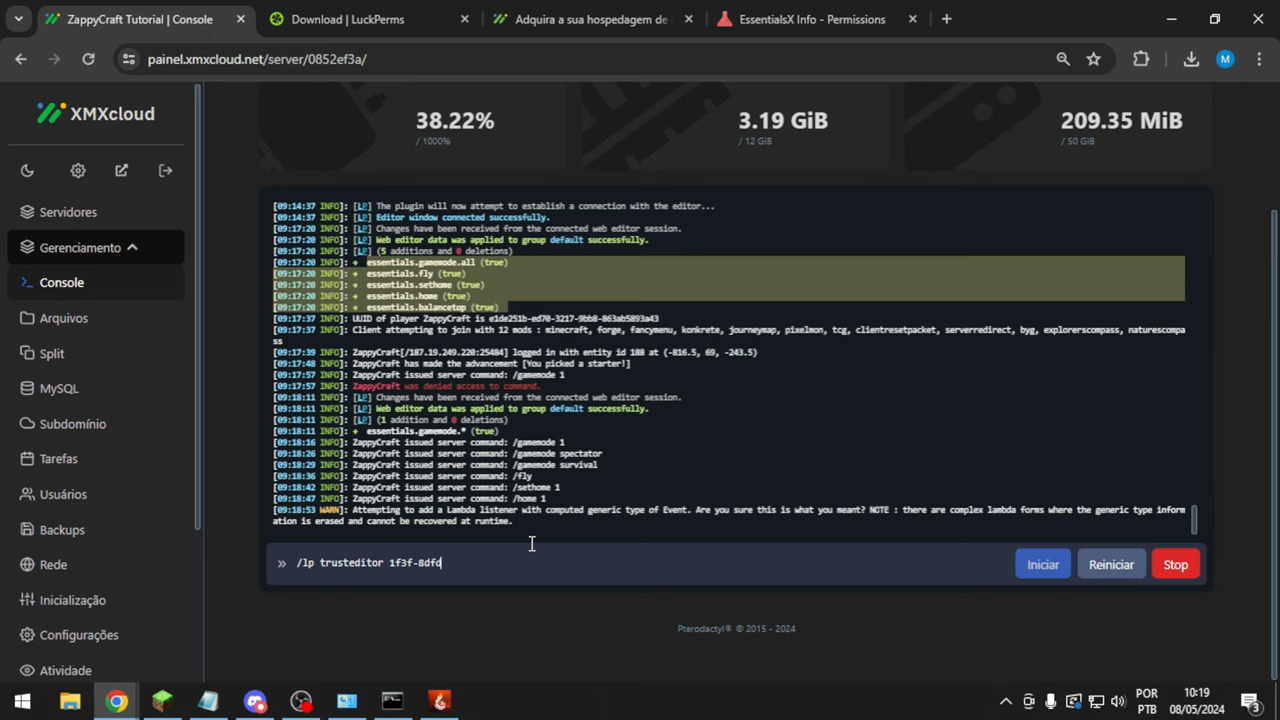 ZappyCraft Tutorial | Console
Download | LuckPerms
Adquira a sua hospedagem de
EssentialsX Info - Permissions
painel.xmxcloud.net/server/0852ef3a/
M
XMXcloud
Servidores
Gerenciamento
Console
Arquivos
Split
MySQL
Subdomínio
Tarefas
Usuários
Backups
Rede
Inicialização
Configurações
Atividade
38.22%
/ 1000%
3.19 GiB
/ 12 GiB
209.35 MiB
/ 50 GiB
[09:14:37 INFO]: [LP] The plugin will now attempt to establish a connection with the editor...
[09:14:37 INFO]: [LP] Editor window connected successfully.
[09:17:20 INFO]: [LP] Changes have been received from the connected web editor session.
[09:17:20 INFO]: [LP] Web editor data was applied to group default successfully.
[09:17:20 INFO]: [LP] (5 additions and 0 deletions)
[09:17:20 INFO]: + essentials.gamemode.all (true)
[09:17:20 INFO]: + essentials.fly (true)
[09:17:20 INFO]: + essentials.sethome (true)
[09:17:20 INFO]: + essentials.home (true)
[09:17:20 INFO]: + essentials.balancetop (true)
[09:17:37 INFO]: UUID of player ZappyCraft is e1de251b-ed70-3217-9bb8-863ab5893a43
[09:17:37 INFO]: Client attempting to join with 12 mods : minecraft, forge, fancymenu, konkrete, journeymap, pixelmon, tcg, clientresetpacket, serverredirect, byg, explorerscompass, naturescompa
ss
[09:17:39 INFO]: ZappyCraft[/187.19.249.220:25484] logged in with entity id 188 at (-816.5, 69, -243.5)
[09:17:48 INFO]: ZappyCraft has made the advancement [You picked a starter!]
[09:17:57 INFO]: ZappyCraft issued server command: /gamemode 1
[09:17:57 INFO]: ZappyCraft was denied access to command.
[09:18:11 INFO]: [LP] Changes have been received from the connected web editor session.
[09:18:11 INFO]: [LP] Web editor data was applied to group default successfully.
[09:18:11 INFO]: [LP] (1 addition and 0 deletions)
[09:18:11 INFO]: + essentials.gamemode.* (true)
[09:18:16 INFO]: ZappyCraft issued server command: /gamemode 1
[09:18:26 INFO]: ZappyCraft issued server command: /gamemode spectator
[09:18:29 INFO]: ZappyCraft issued server command: /gamemode survival
[09:18:36 INFO]: ZappyCraft issued server command: /fly
[09:18:42 INFO]: ZappyCraft issued server command: /sethome 1
[09:18:47 INFO]: ZappyCraft issued server command: /home 1
[09:18:53 WARN]: Attempting to add a Lambda listener with computed generic type of Event. Are you sure this is what you meant? NOTE : there are complex lambda forms where the generic type inform
ation is erased and cannot be recovered at runtime.
» /lp trusteditor 1f3f-8dfd
Iniciar
Reiniciar
Stop
Pterodactyl® © 2015 - 2024
POR
PTB
10:19
08/05/2024
3